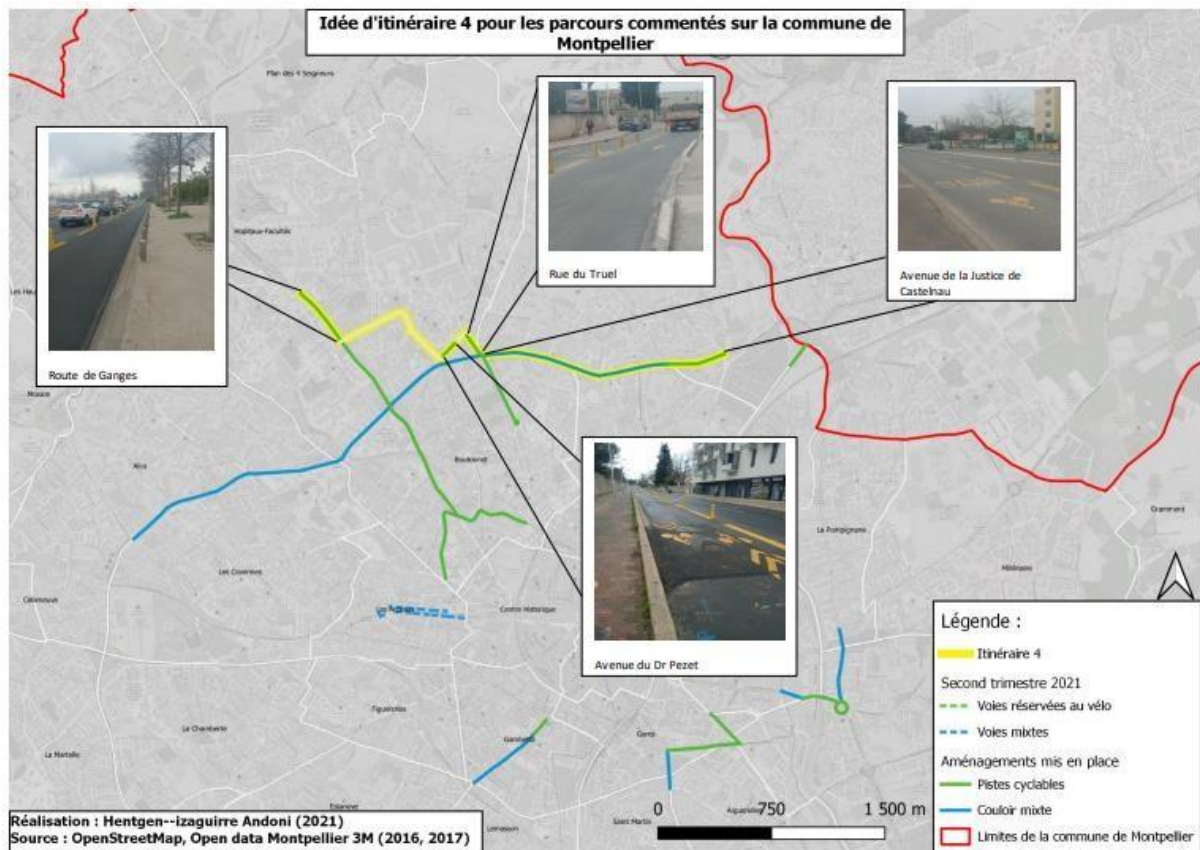 Idée d'itinéraire 4 pour les parcours commentés sur la commune de
Montpellier
Plan des 4 Seigneurs
Hopitaux-Facultés
Route de Ganges
Rue du Truel
Avenue de la Justice de
Castelnau
Alco
Boutonnet
La Pompignane
Grammont
Millénaire
Les Cévennes
Celleneuve
Centre Historique
Avenue du Dr Pezet
Figuerolles
La Chamberte
La Martelle
Gambetta
Gares
Estanove
Lemasson
Saint Martin
Légende :
Itinéraire 4
Second trimestre 2021
Voies réservées au vélo
Voies mixtes
Aménagements mis en place
Pistes cyclables
Couloir mixte
Limites de la commune de Montpellier
0 750 1 500 m
Réalisation : Hentgen--izaguirre Andoni (2021)
Source : OpenStreetMap, Open data Montpellier 3M (2016, 2017)